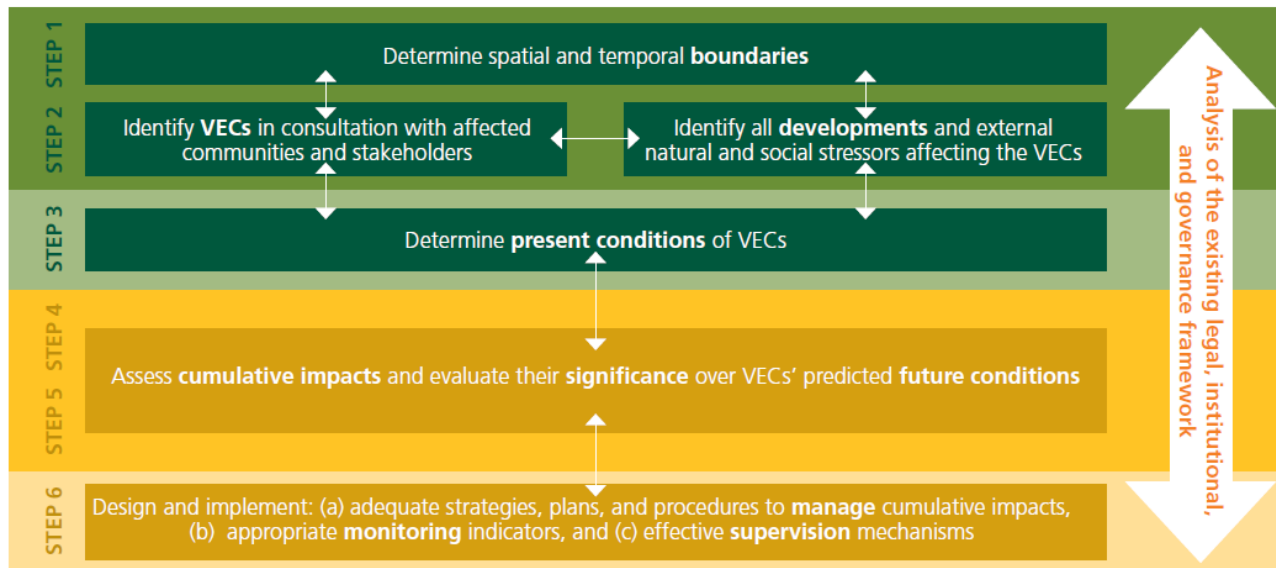 STEP 1
Determine spatial and temporal boundaries
STEP 2
Identify VECs in consultation with affected
communities and stakeholders
Identify all developments and external
natural and social stressors affecting the VECs
STEP 3
Determine present conditions of VECs
STEP 4
STEP 5
Assess cumulative impacts and evaluate their significance over VECs’ predicted future conditions
STEP 6
Design and implement: (a) adequate strategies, plans, and procedures to manage cumulative impacts,
(b) appropriate monitoring indicators, and (c) effective supervision mechanisms
Analysis of the existing legal, institutional,
and governance framework